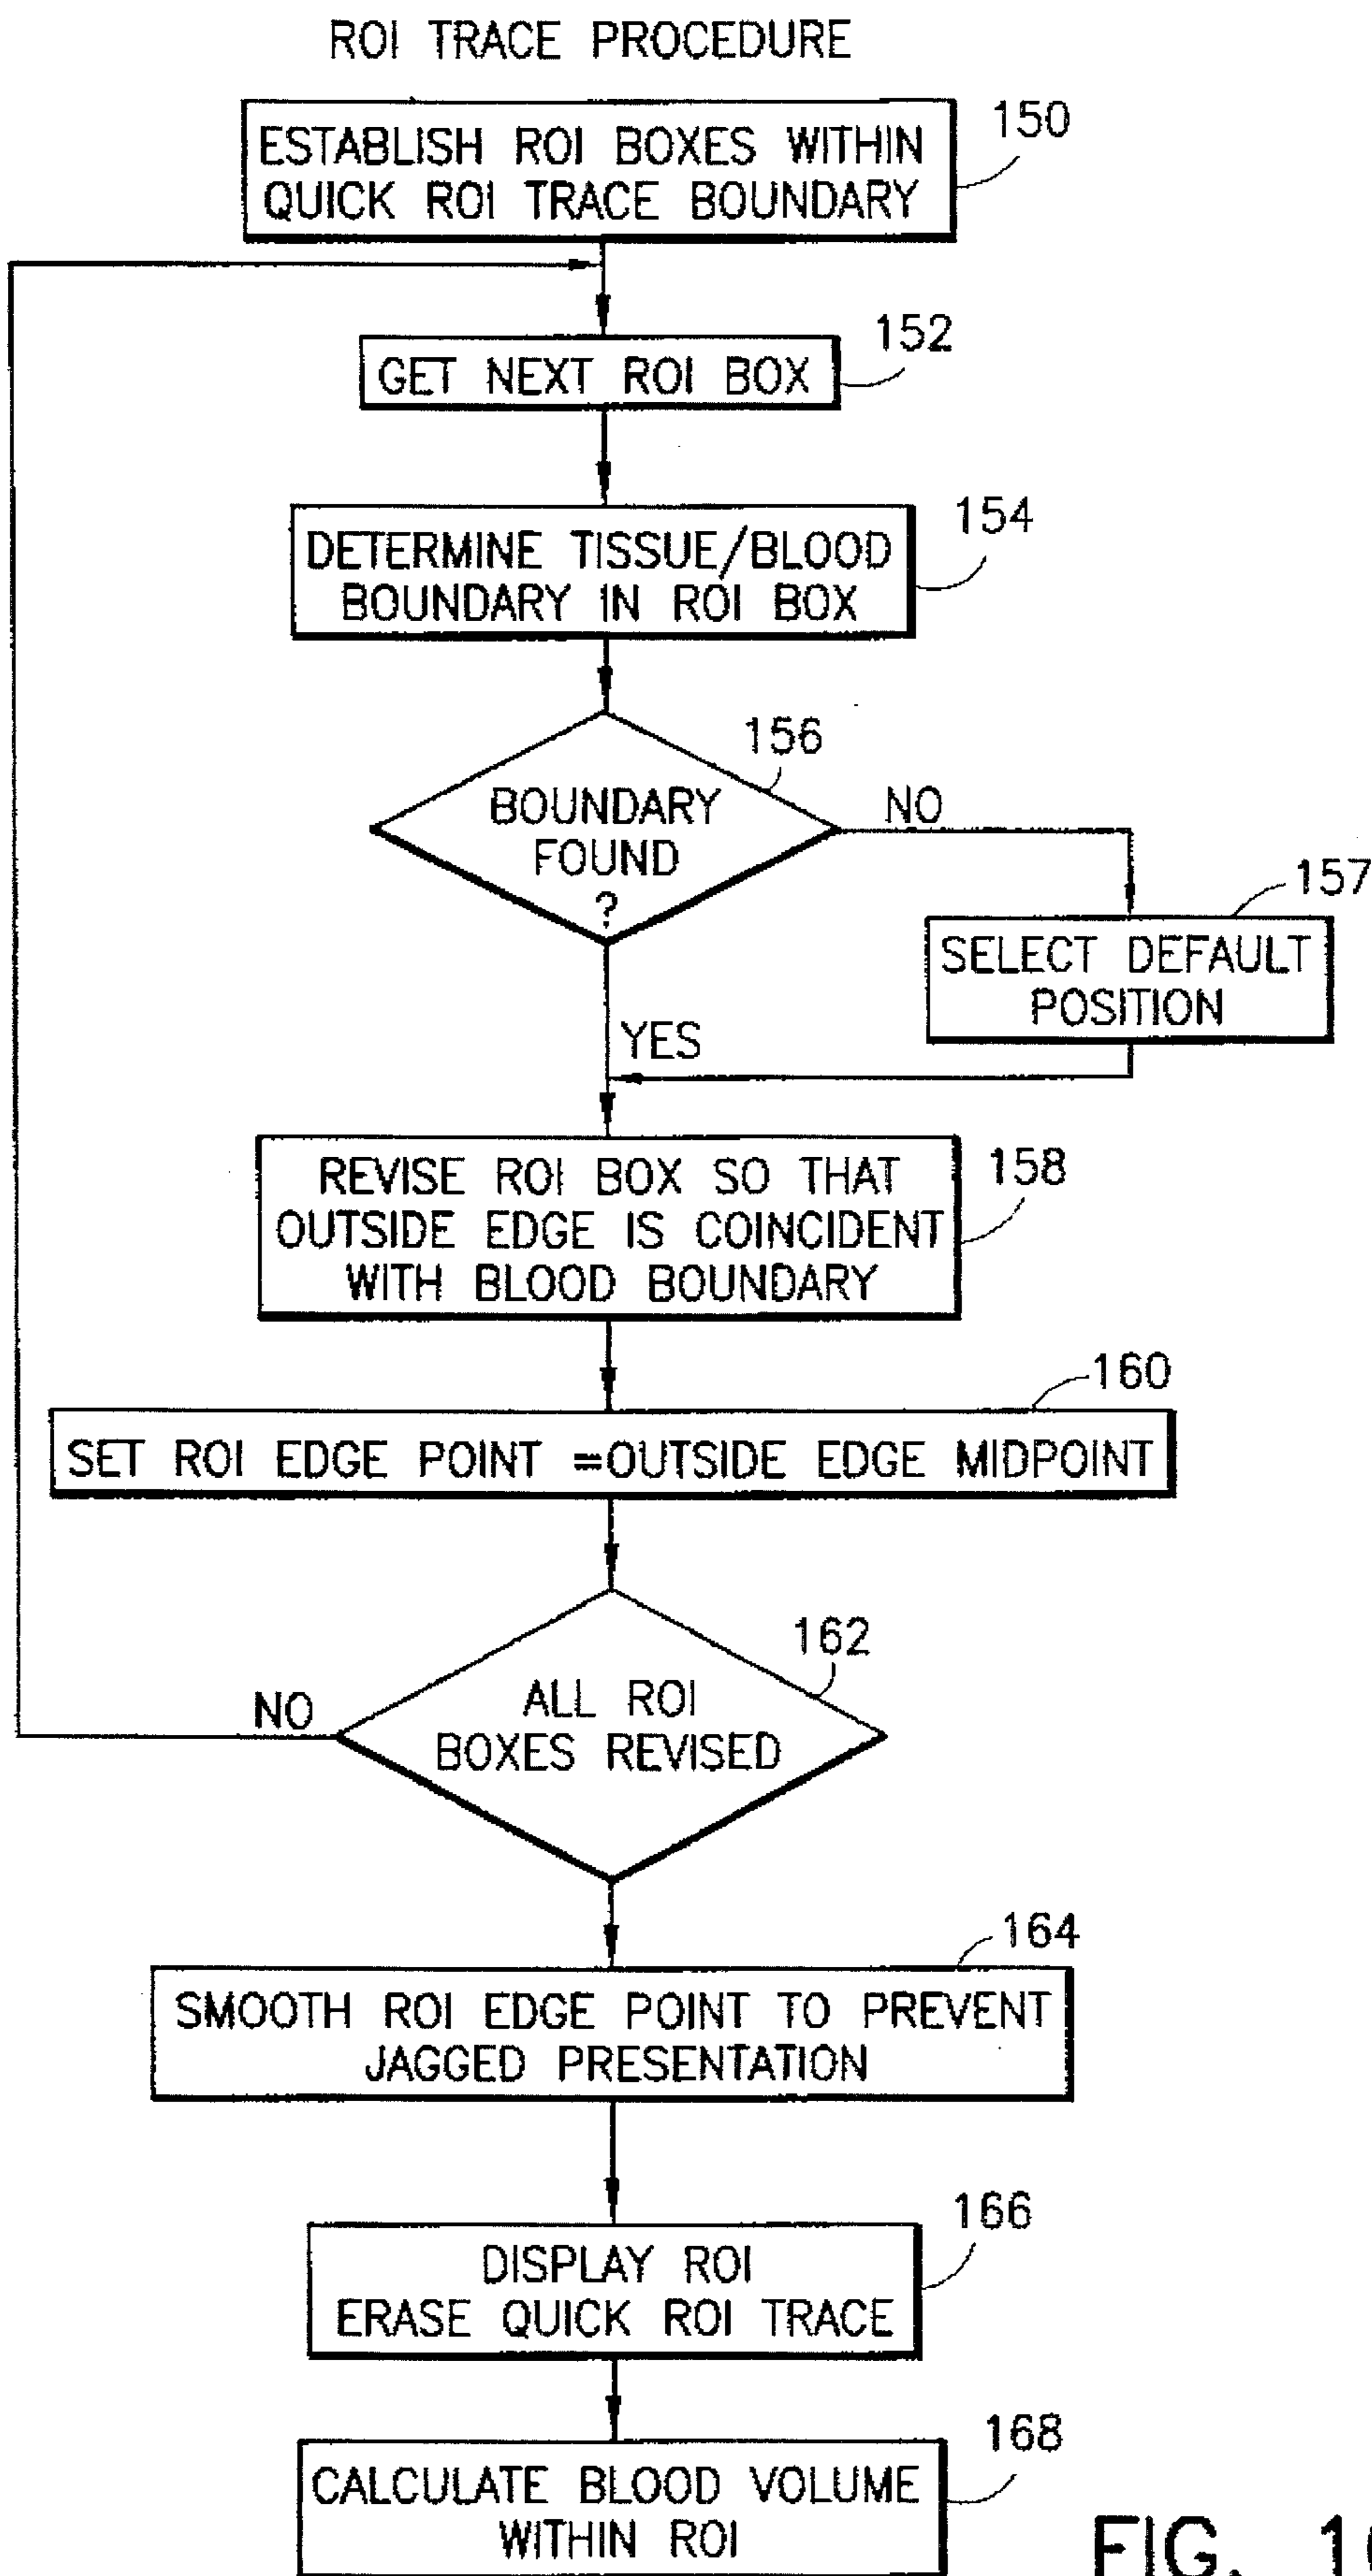 ROI TRACE PROCEDURE
150
ESTABLISH ROI BOXES WITHIN
QUICK ROI TRACE BOUNDARY
152
GET NEXT ROI BOX
154
DETERMINE TISSUE/BLOOD
BOUNDARY IN ROI BOX
156
BOUNDARY
FOUND
?
NO
157
SELECT DEFAULT
POSITION
YES
158
REVISE ROI BOX SO THAT
OUTSIDE EDGE IS COINCIDENT
WITH BLOOD BOUNDARY
160
SET ROI EDGE POINT =OUTSIDE EDGE MIDPOINT
162
ALL ROI
BOXES REVISED
NO
164
SMOOTH ROI EDGE POINT TO PREVENT
JAGGED PRESENTATION
166
DISPLAY ROI
ERASE QUICK ROI TRACE
168
CALCULATE BLOOD VOLUME
WITHIN ROI
FIG.